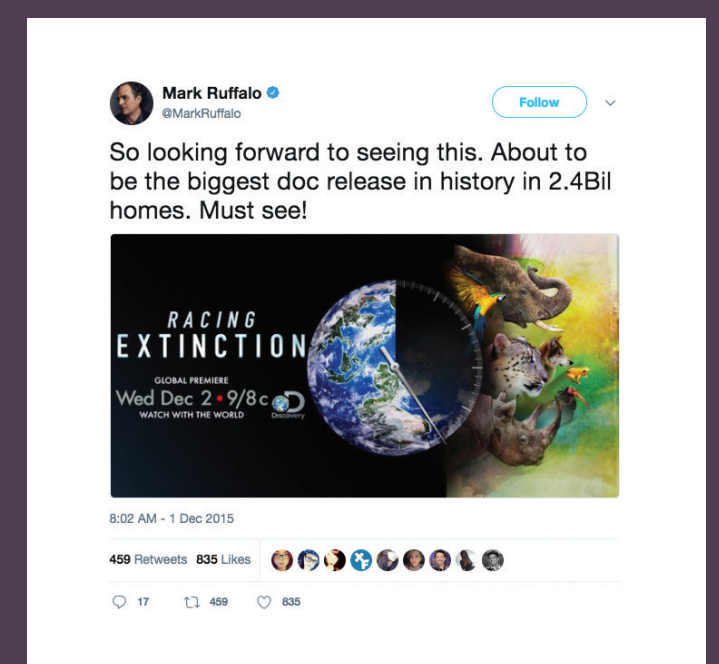 Mark Ruffalo
@MarkRuffalo
Follow
So looking forward to seeing this. About to
be the biggest doc release in history in 2.4Bil
homes. Must see!
RACING
EXTINCTION
GLOBAL PREMIERE
Wed Dec 2 • 9/8c
WATCH WITH THE WORLD
Discovery
8:02 AM - 1 Dec 2015
459 Retweets 835 Likes
17 459 835